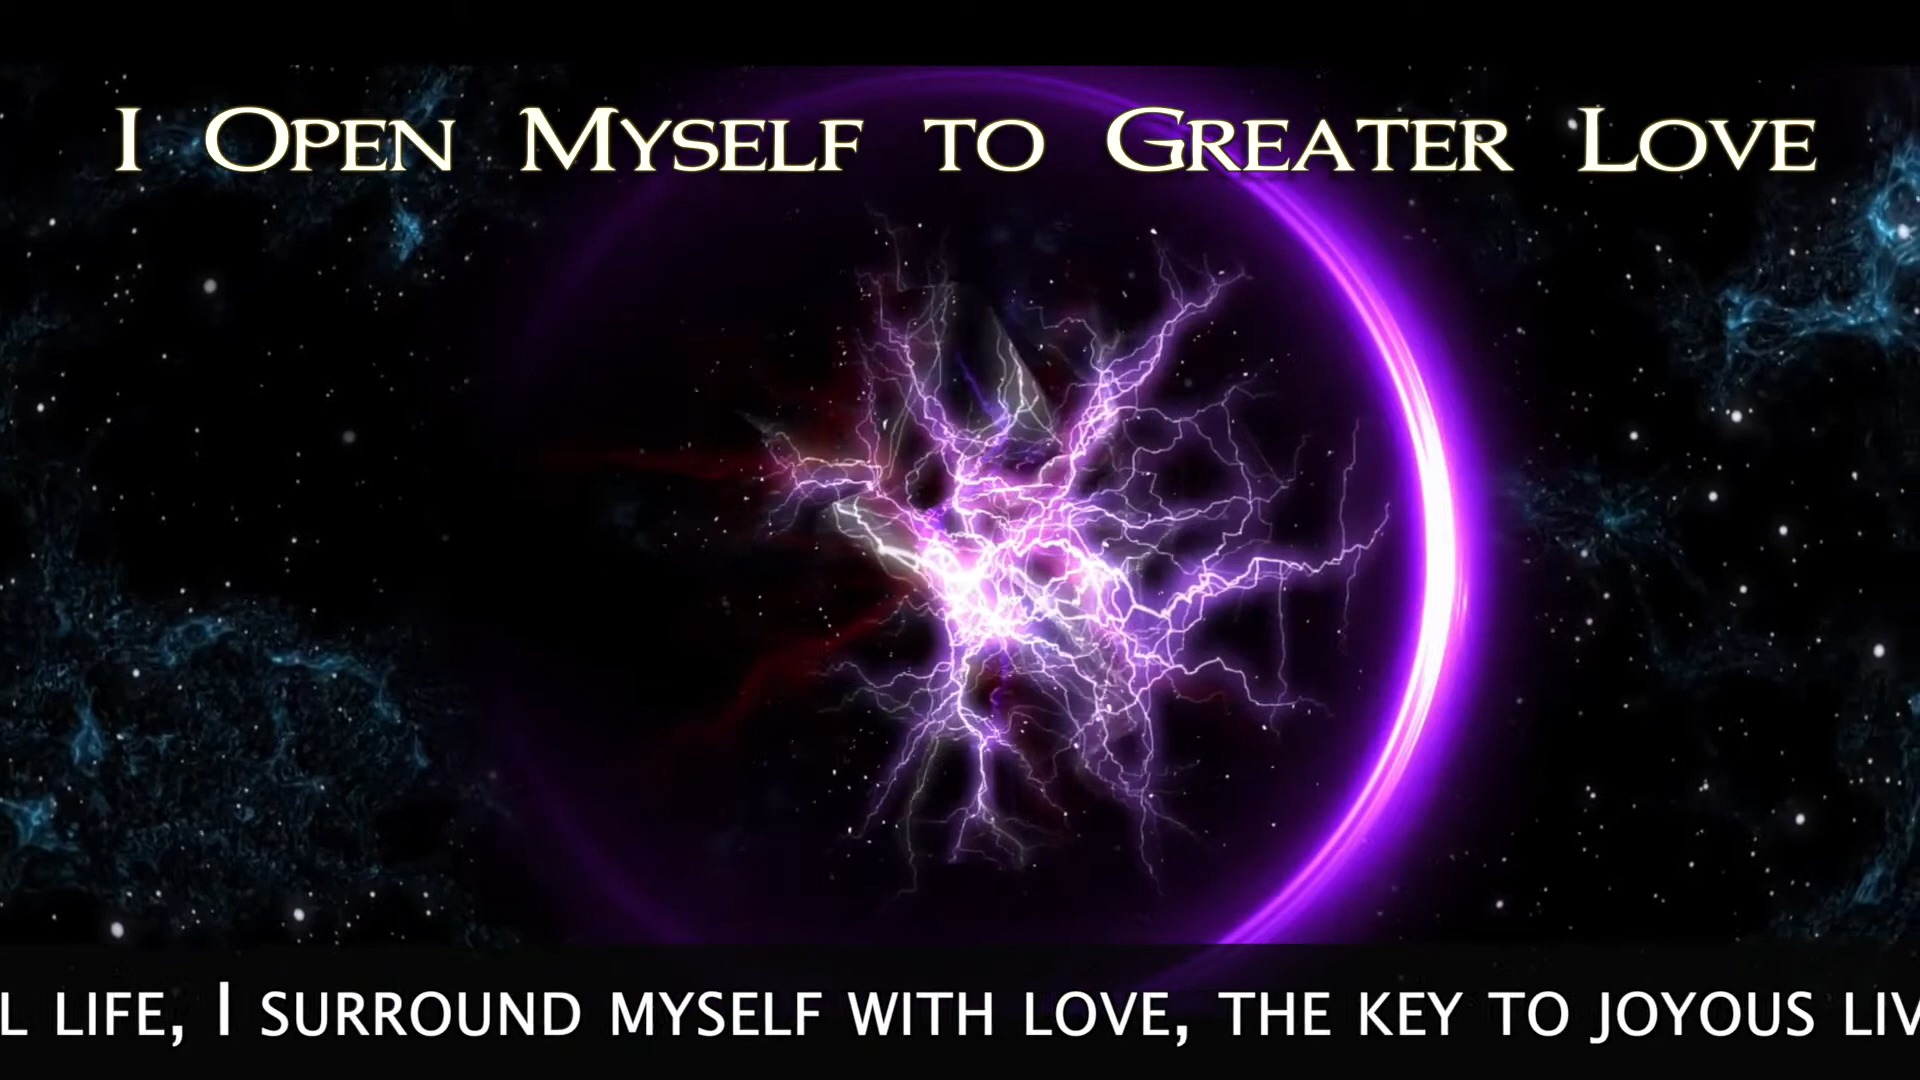 I Open Myself to Greater Love
LIFE, I SURROUND MYSELF WITH LOVE, THE KEY TO JOYOUS